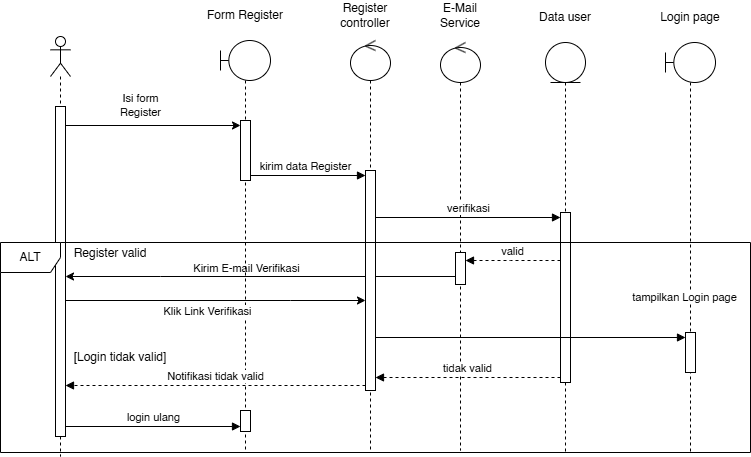 Form Register
Register
controller
E-Mail
Service
Data user
Login page
Isi form
Register
kirim data Register
verifikasi
ALT
Register valid
valid
Kirim E-mail Verifikasi
Klik Link Verifikasi
tampilkan Login page
[Login tidak valid]
tidak valid
Notifikasi tidak valid
login ulang